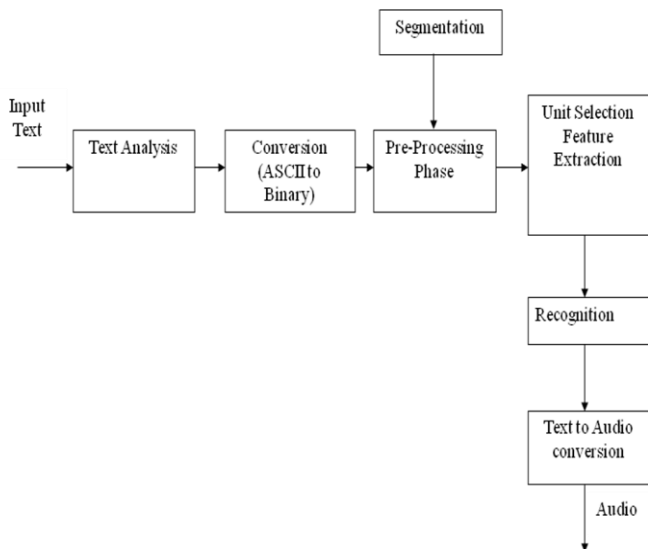 Segmentation
Input
Text
Text Analysis
Conversion
(ASCII to
Binary)
Pre-Processing
Phase
Unit Selection
Feature
Extraction
Recognition
Text to Audio
conversion
Audio